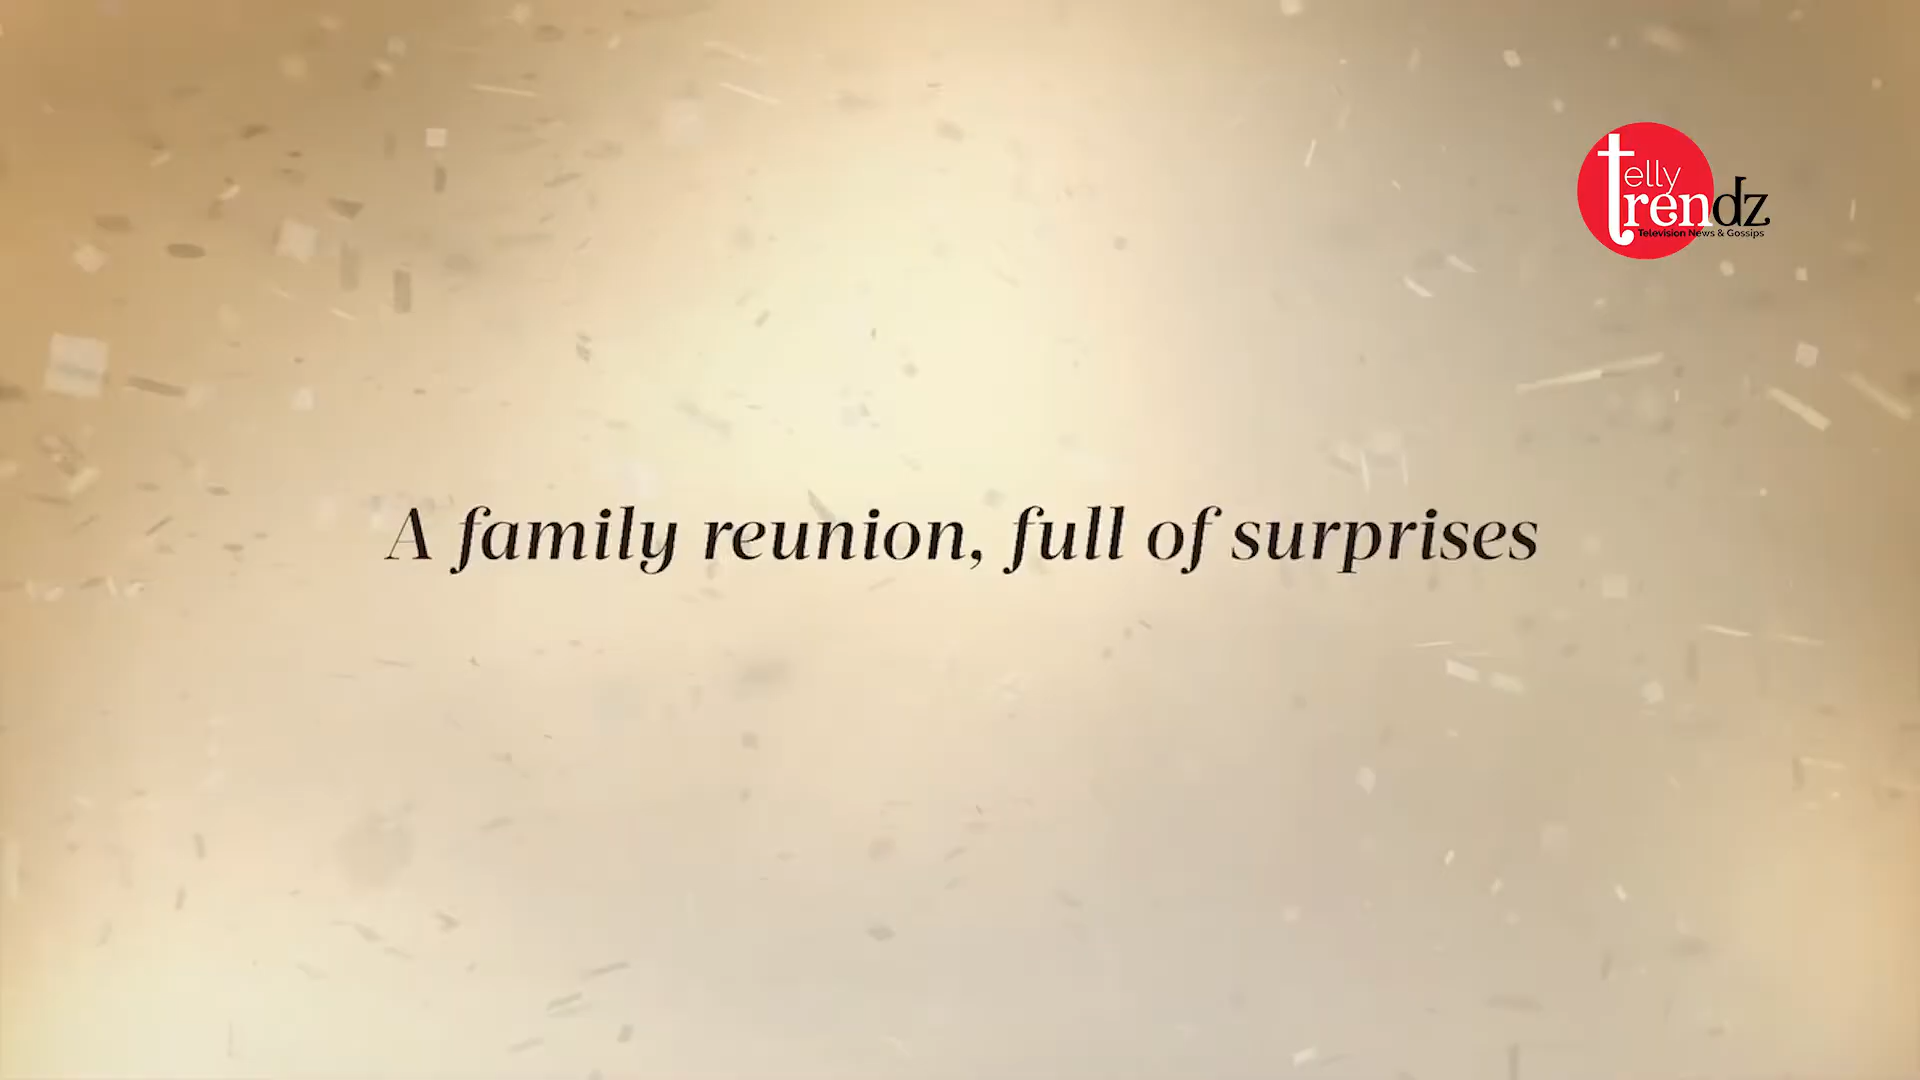 telly
trendz
Television News & Gossips
A family reunion, full of surprises